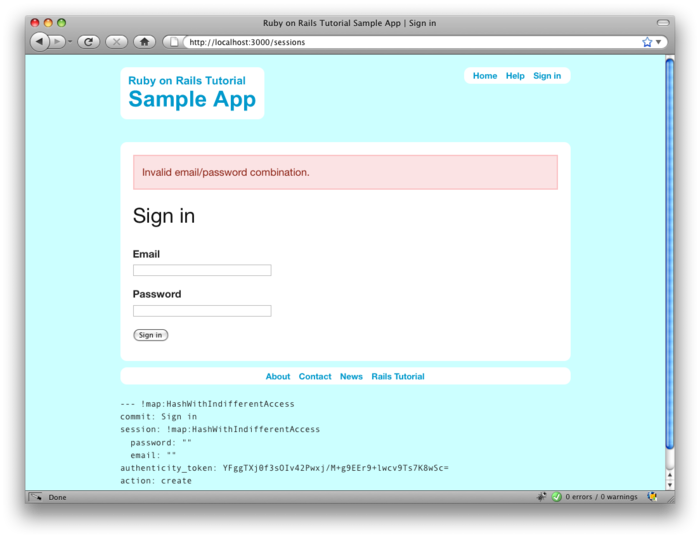 Ruby on Rails Tutorial Sample App | Sign in
http://localhost:3000/sessions
Ruby on Rails Tutorial
Sample App
Home Help Sign in
Invalid email/password combination.
Sign in
Email
Password
Sign in
About Contact News Rails Tutorial
--- !map:HashWithIndifferentAccess
commit: Sign in
session: !map:HashWithIndifferentAccess
password: ""
email: ""
authenticity_token: YFggTXj0f3sOIv42Pwxj/M+g9EEr9+lwcv9Ts7K8wSc=
action: create
Done
0 errors / 0 warnings